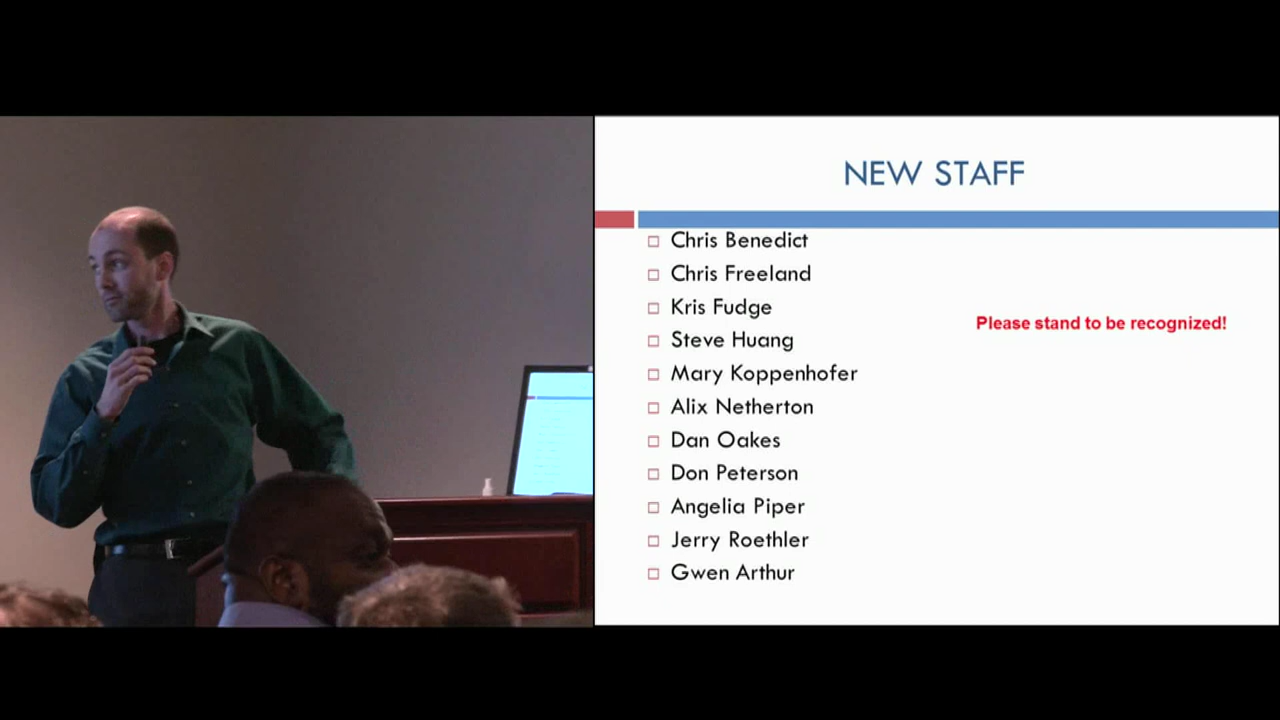 NEW STAFF
Chris Benedict
Chris Freeland
Kris Fudge
Please stand to be recognized!
Steve Huang
Mary Koppenhofer
Alix Netherton
Dan Oakes
Don Peterson
Angelia Piper
Jerry Roethler
Gwen Arthur